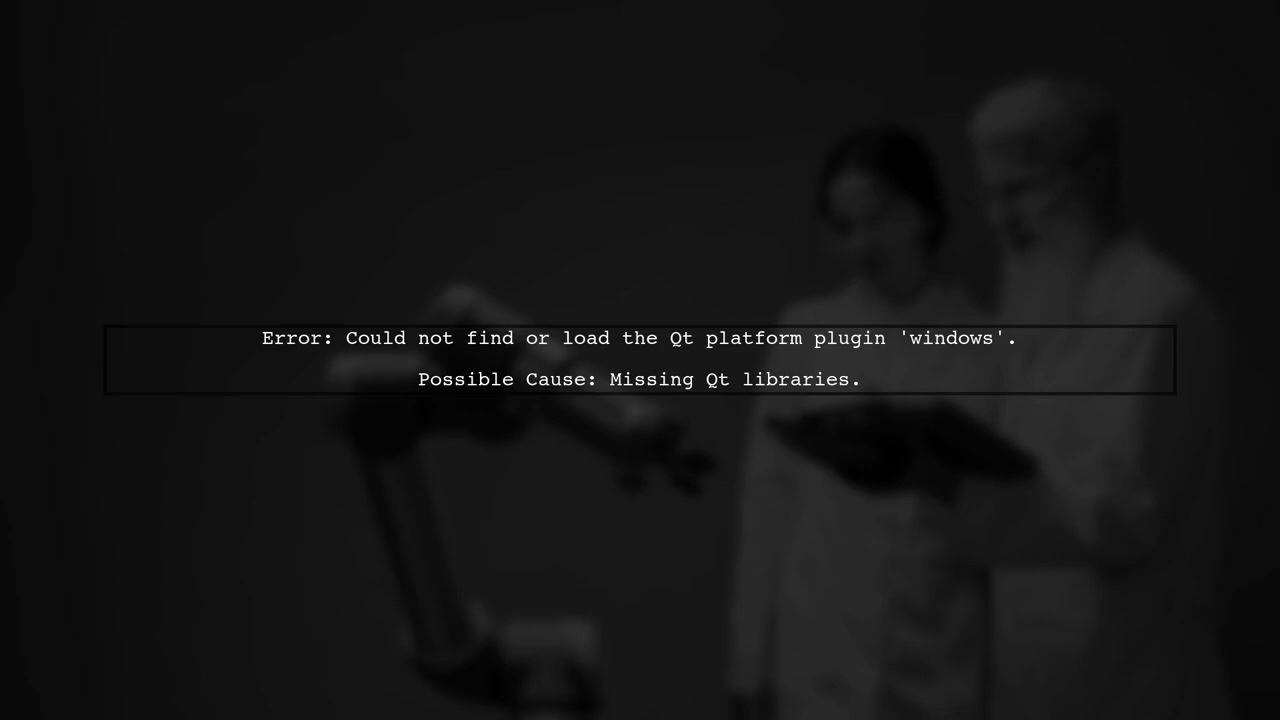 Error: Could not find or load the Qt platform plugin 'windows'.
Possible Cause: Missing Qt libraries.